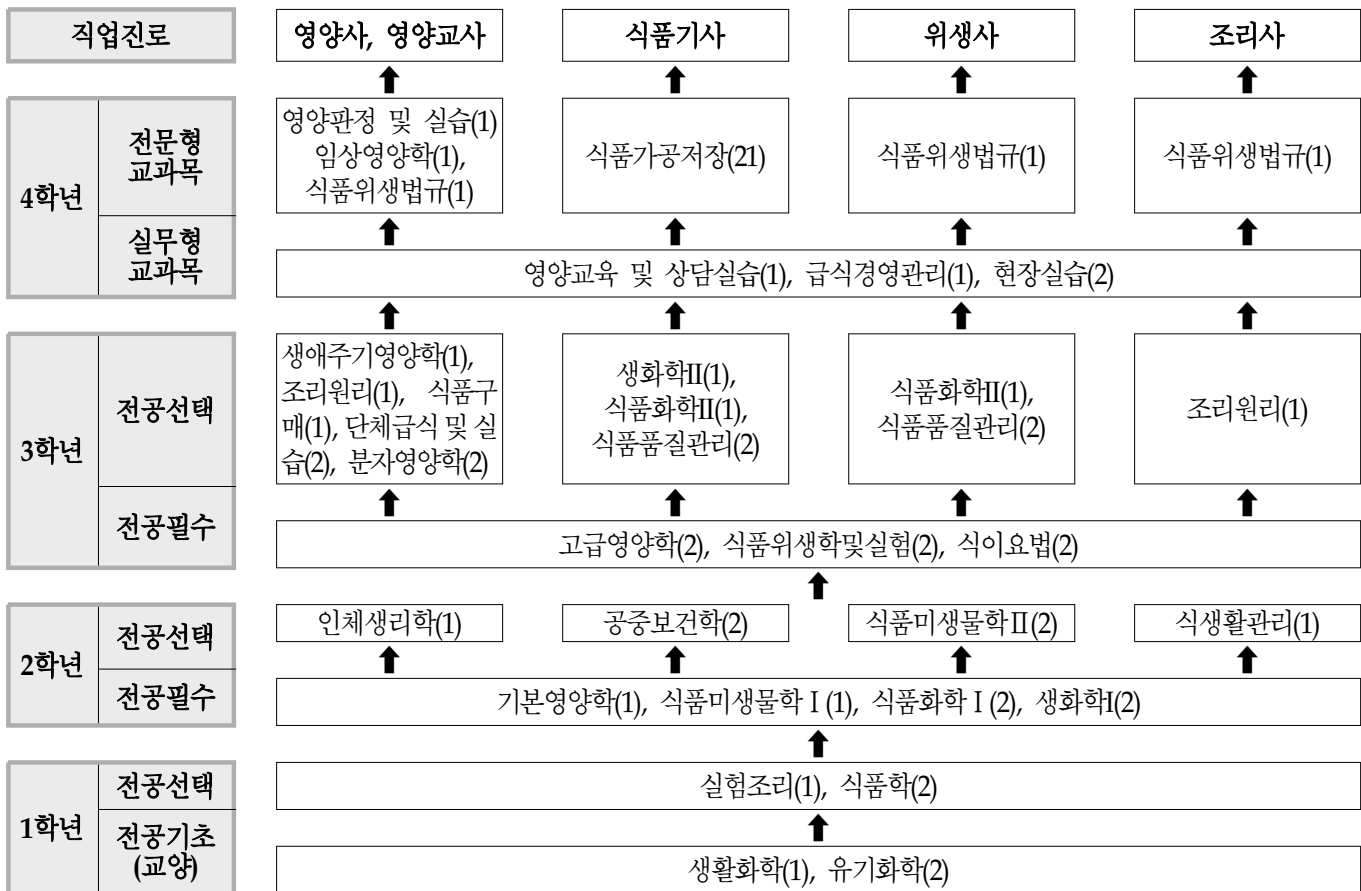 직업진로
영양사, 영양교사
식품기사
위생사
조리사
4학년
전문형
교과목
영양판정 및 실습(1)
임상영양학(1),
식품위생법규(1)
식품가공저장(21)
식품위생법규(1)
식품위생법규(1)
실무형
교과목
영양교육 및 상담실습(1), 급식경영관리(1), 현장실습(2)
3학년
전공선택
생애주기영양학(1),
조리원리(1), 식품구
매(1), 단체급식 및 실
습(2), 분자영양학(2)
생화학II(1),
식품화학II(1),
식품품질관리(2)
식품화학II(1),
식품품질관리(2)
조리원리(1)
전공필수
고급영양학(2), 식품위생학및실험(2), 식이요법(2)
2학년
전공선택
인체생리학(1)
공중보건학(2)
식품미생물학Ⅱ(2)
식생활관리(1)
전공필수
기본영양학(1), 식품미생물학Ⅰ(1), 식품화학Ⅰ(2), 생화학I(2)
1학년
전공선택
실험조리(1), 식품학(2)
전공기초
(교양)
생활화학(1), 유기화학(2)